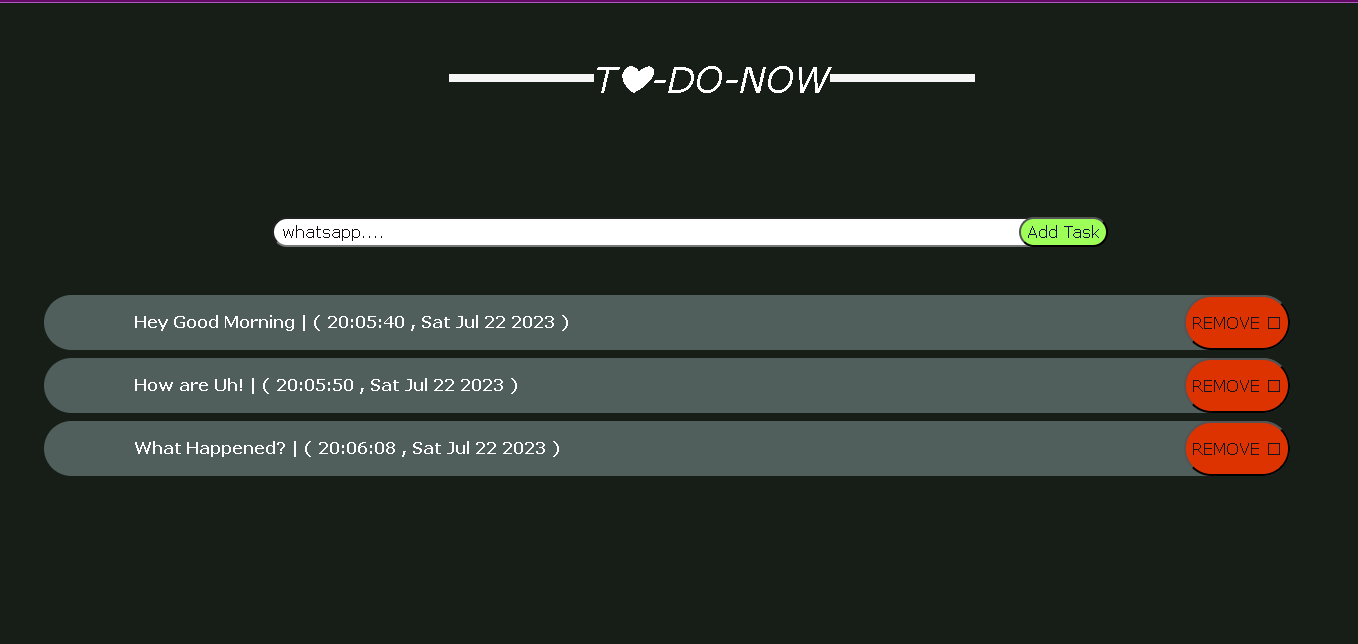 T♥-DO-NOW
whatsapp.... Add Task
Hey Good Morning | ( 20:05:40 , Sat Jul 22 2023 ) REMOVE □
How are Uh! | ( 20:05:50 , Sat Jul 22 2023 ) REMOVE □
What Happened? | ( 20:06:08 , Sat Jul 22 2023 ) REMOVE □